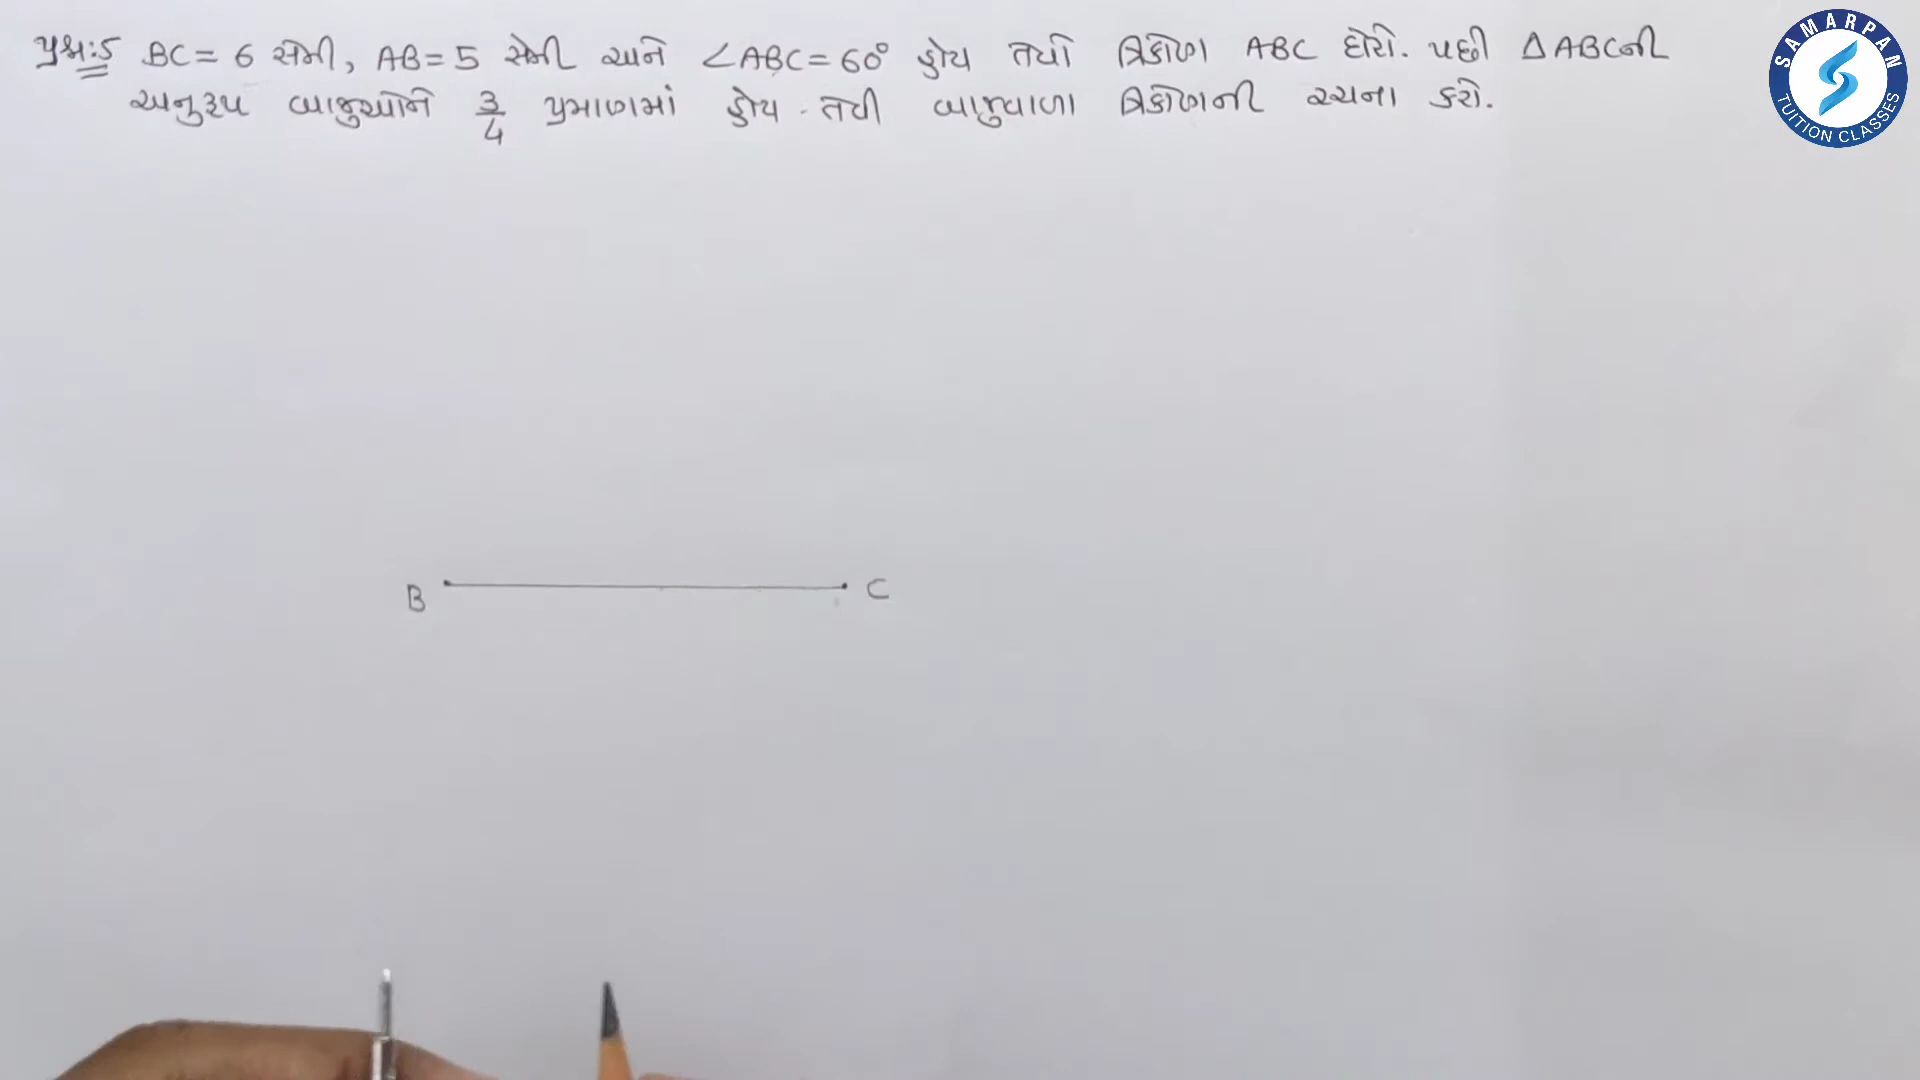 પ્રશ્ન:5 BC = 6 સેમી, AB = 5 સેમી અને ∠ABC = 60° હોય તેવો ત્રિકોણ ABC દોરો. પછી ΔABCની
અનુરૂપ બાજુઓને 3/4 પ્રમાણમાં હોય તેવી બાજુવાળા ત્રિકોણની રચના કરો.
SAMARPAN
TUITION CLASSES
B
C